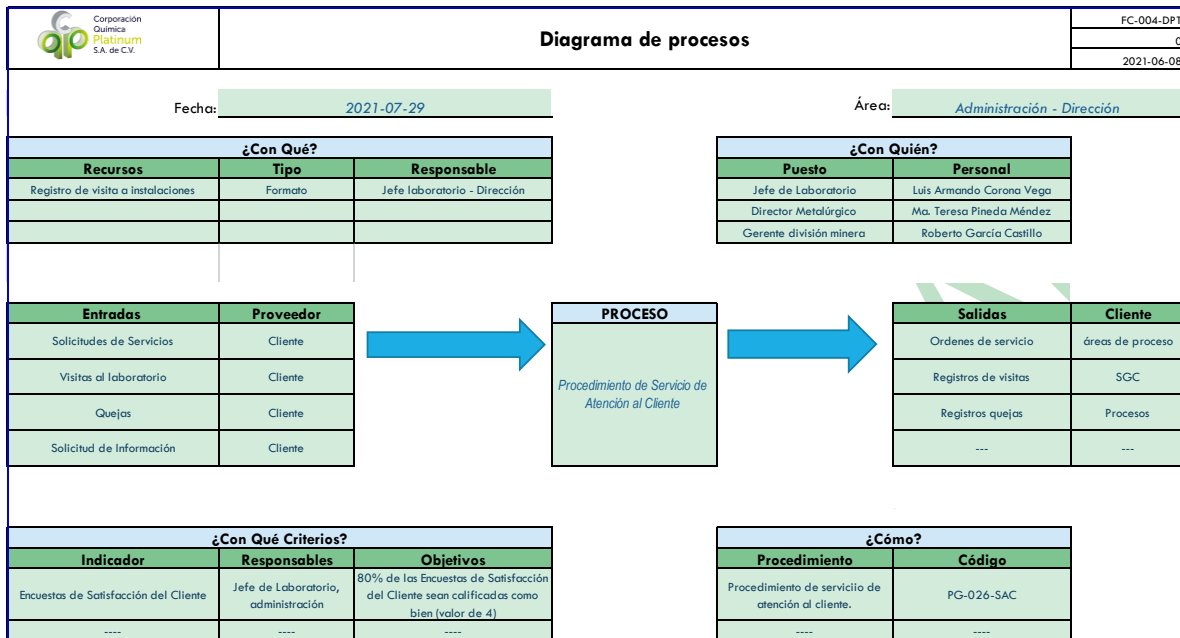 Corporación
Química
Platinum
S.A. de C.V.
Diagrama de procesos
FC-004-DPT
0
2021-06-08
Fecha: 2021-07-29
Área: Administración - Dirección
¿Con Qué?
Recursos Tipo Responsable
Registro de visita a instalaciones Formato Jefe laboratorio - Dirección
¿Con Quién?
Puesto Personal
Jefe de Laboratorio Luis Armando Corona Vega
Director Metalúrgico Ma. Teresa Pineda Méndez
Gerente división minera Roberto García Castillo
Entradas Proveedor
Solicitudes de Servicios Cliente
Visitas al laboratorio Cliente
Quejas Cliente
Solicitud de Información Cliente
PROCESO
Procedimiento de Servicio de
Atención al Cliente
Salidas Cliente
Ordenes de servicio áreas de proceso
Registros de visitas SGC
Registros quejas Procesos
--- ---
¿Con Qué Criterios?
Indicador Responsables Objetivos
Encuestas de Satisfacción del Cliente
Jefe de Laboratorio,
administración
80% de las Encuestas de Satisfacción
del Cliente sean calificadas como
bien (valor de 4)
---- ---- ----
¿Cómo?
Procedimiento Código
Procedimiento de serviciio de
atención al cliente.
PG-026-SAC
---- ----